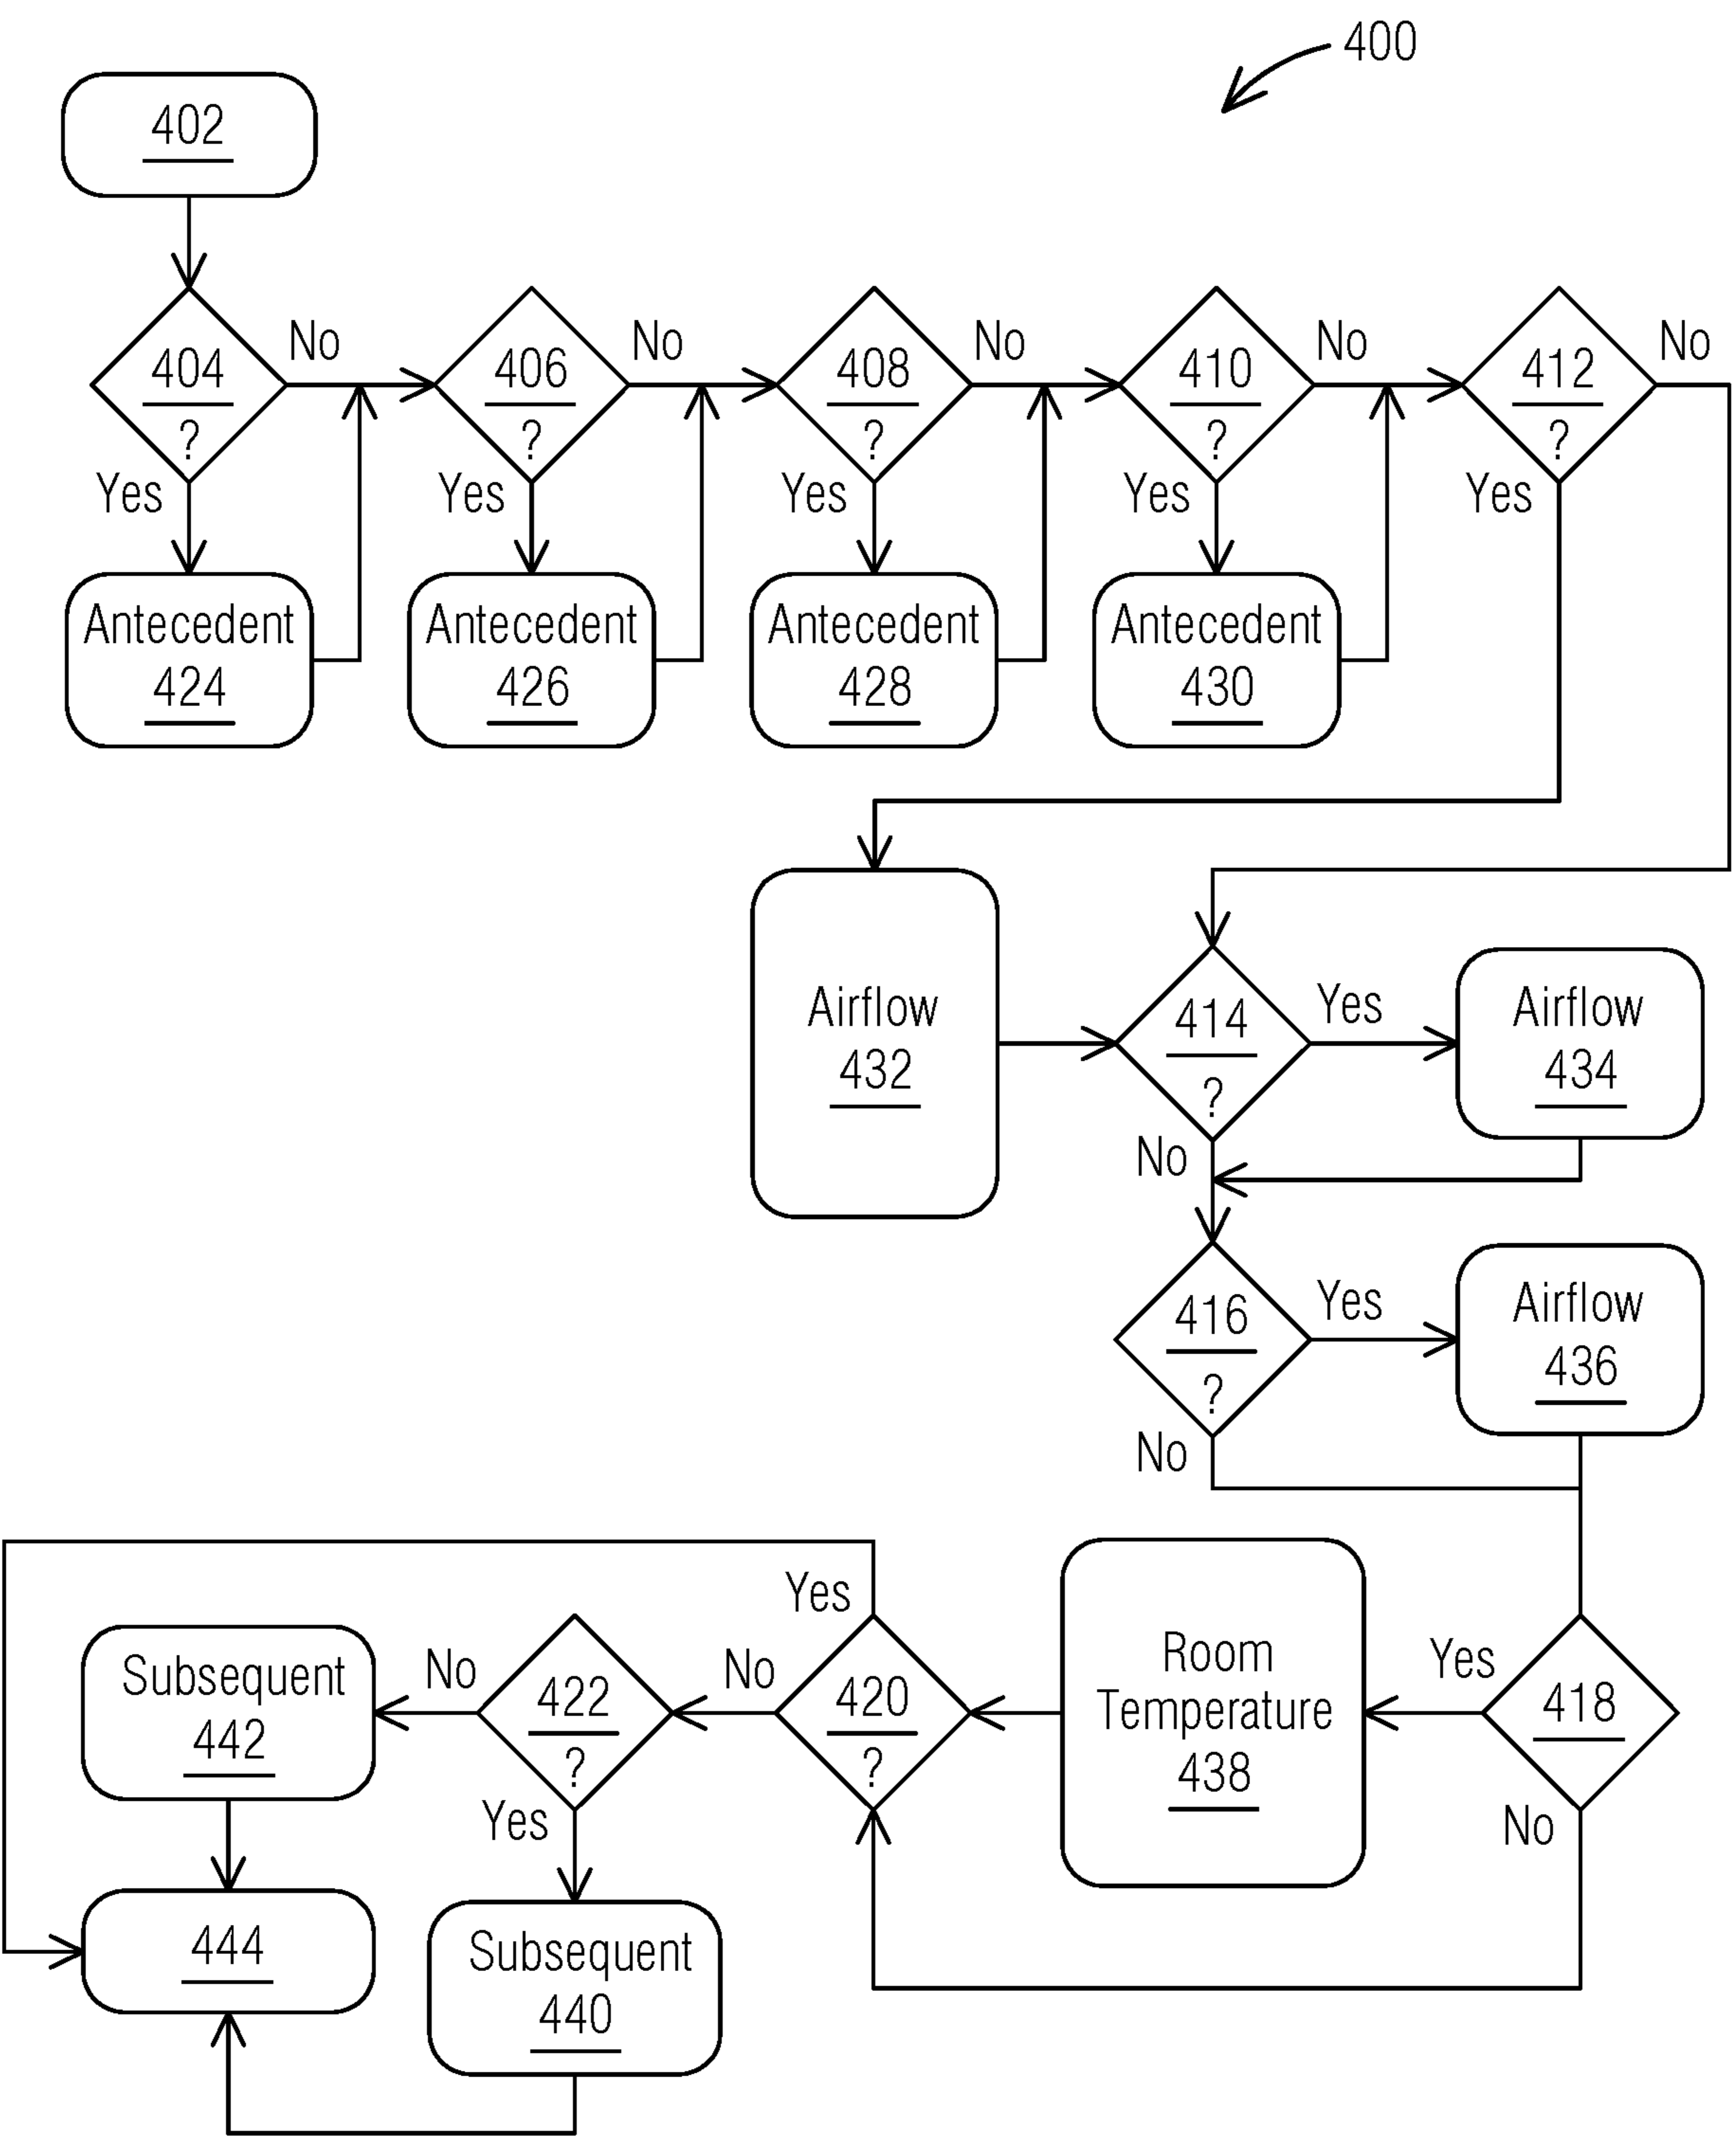 400
402
No
No
No
No
No
404
406
408
410
412
?
?
?
?
?
Yes
Yes
Yes
Yes
Yes
Antecedent
424
Antecedent
426
Antecedent
428
Antecedent
430
Airflow
432
414
?
Yes
Airflow
434
No
416
?
Yes
Airflow
436
No
418
?
Yes
No
Room
Temperature
438
420
?
Yes
No
422
?
No
Yes
Subsequent
442
Subsequent
440
444